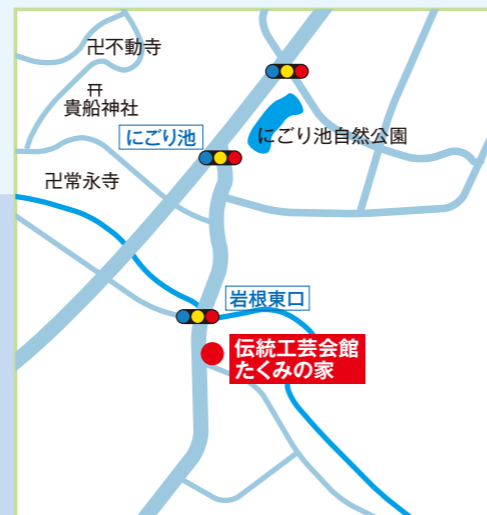 卍不動寺
⛩
貴船神社
にごり池
にごり池自然公園
卍常永寺
岩根東口
伝統工芸会館
たくみの家